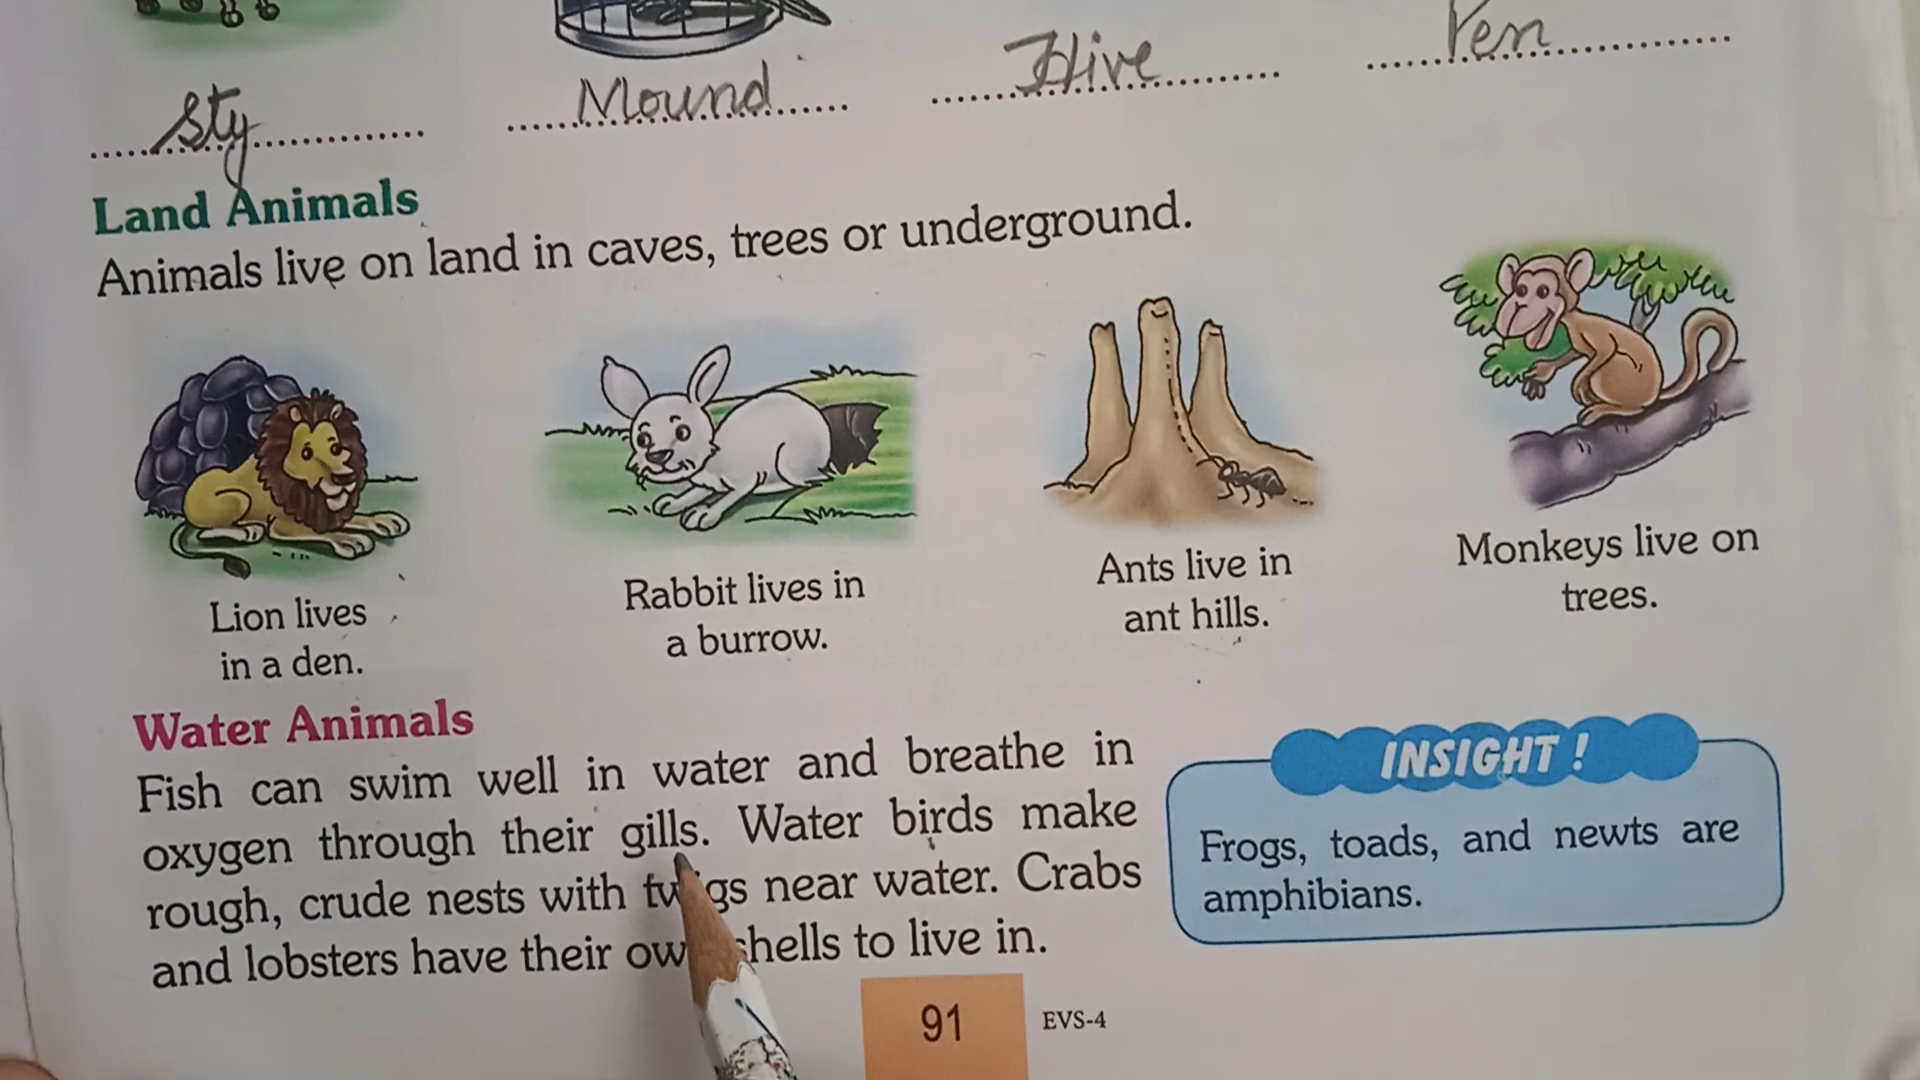 Sty
Mound
Hive
Pen
Land Animals
Animals live on land in caves, trees or underground.
Lion lives
in a den.
Rabbit lives in
a burrow.
Ants live in
ant hills.
Monkeys live on
trees.
Water Animals
Fish can swim well in water and breathe in
oxygen through their gills. Water birds make
rough, crude nests with twigs near water. Crabs
and lobsters have their own shells to live in.
INSIGHT !
Frogs, toads, and newts are
amphibians.
91
EVS-4